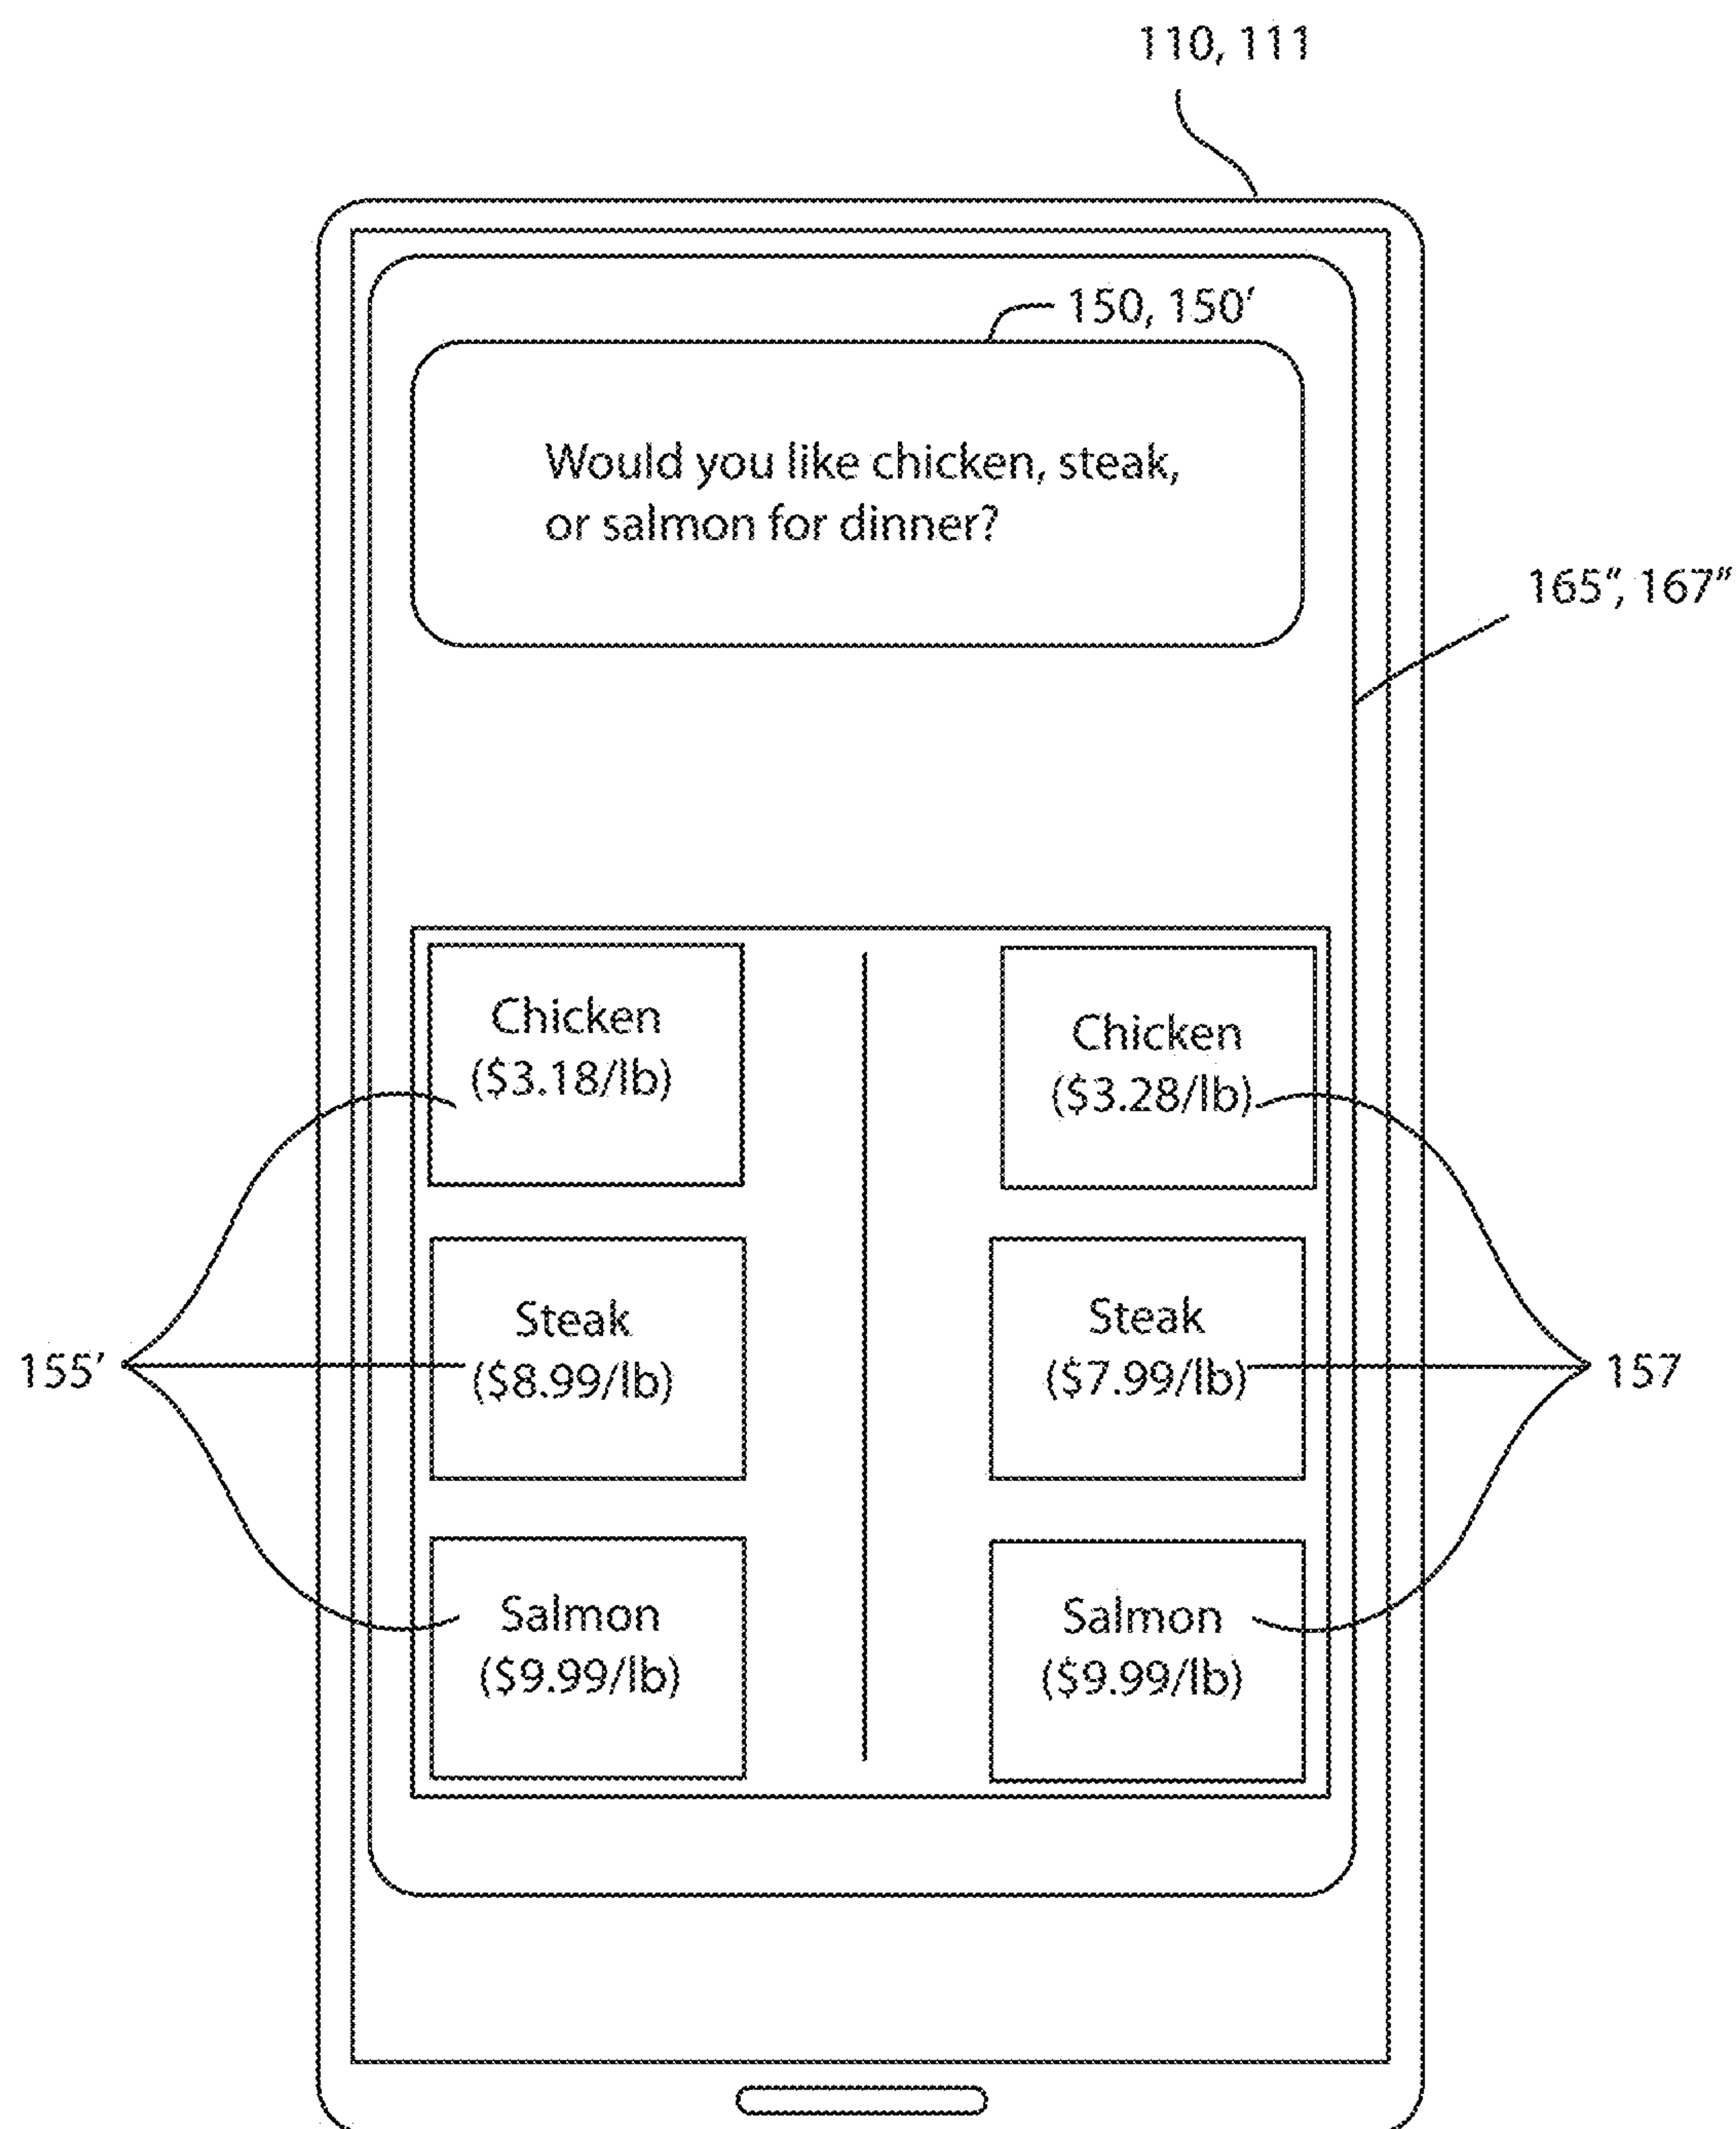 110, 111
150, 150′
Would you like chicken, steak,
or salmon for dinner?
165″, 167″
Chicken
($3.18/lb)
Chicken
($3.28/lb)
155′
Steak
($8.99/lb)
Steak
($7.99/lb)
157
Salmon
($9.99/lb)
Salmon
($9.99/lb)